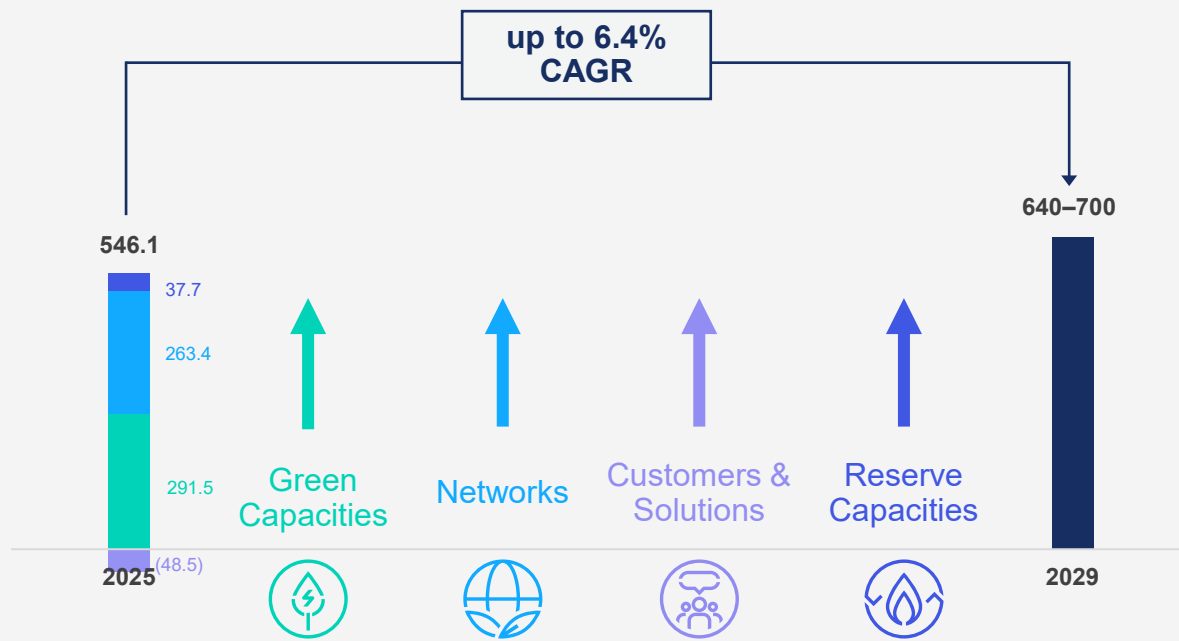 up to 6.4%
CAGR
640–700
546.1
37.7
263.4
291.5
(48.5)
Green
Capacities
Networks
Customers &
Solutions
Reserve
Capacities
2025
2029